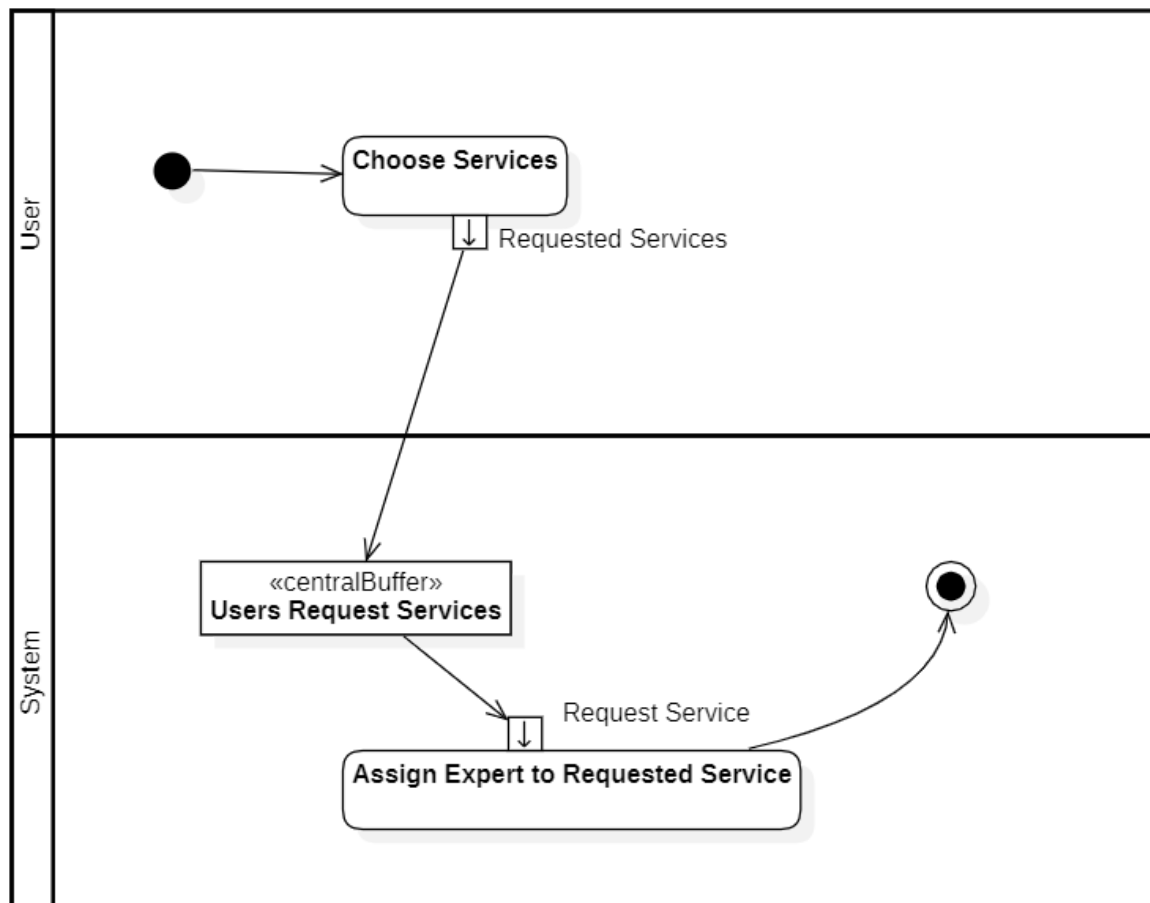 User
Choose Services
Requested Services
System
«centralBuffer»
Users Request Services
Request Service
Assign Expert to Requested Service